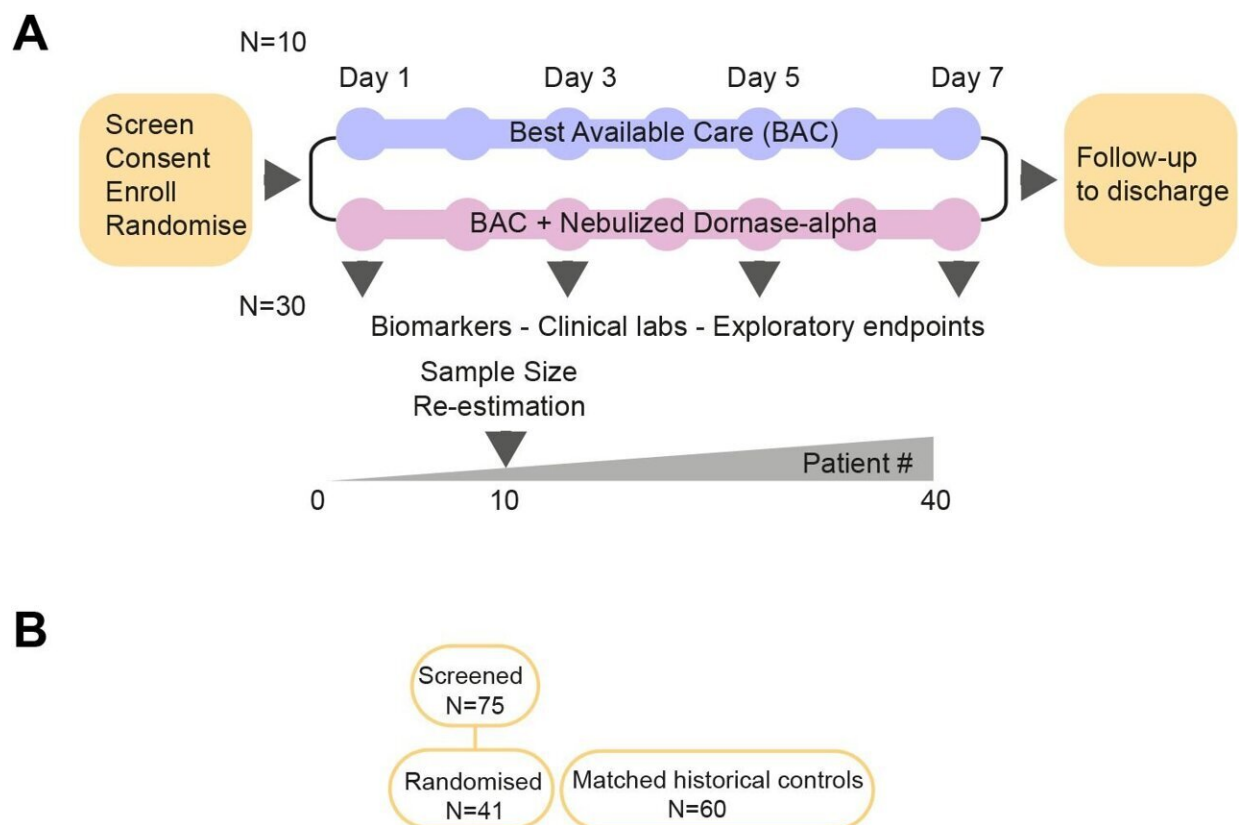 A
N=10
Day 1
Day 3
Day 5
Day 7
Screen
Consent
Enroll
Randomise
Best Available Care (BAC)
BAC + Nebulized Dornase-alpha
Follow-up
to discharge
N=30
Biomarkers - Clinical labs - Exploratory endpoints
Sample Size
Re-estimation
Patient #
0
10
40
B
Screened
N=75
Randomised
N=41
Matched historical controls
N=60